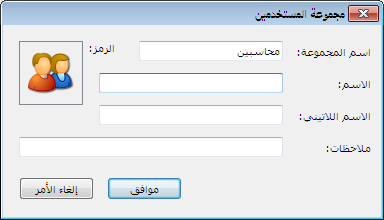 مجموعة المستخدمين
اسم المجموعة: محاسبين الرمز:
الاسم:
الاسم اللاتيني:
ملاحظات:
موافق إلغاء الأمر